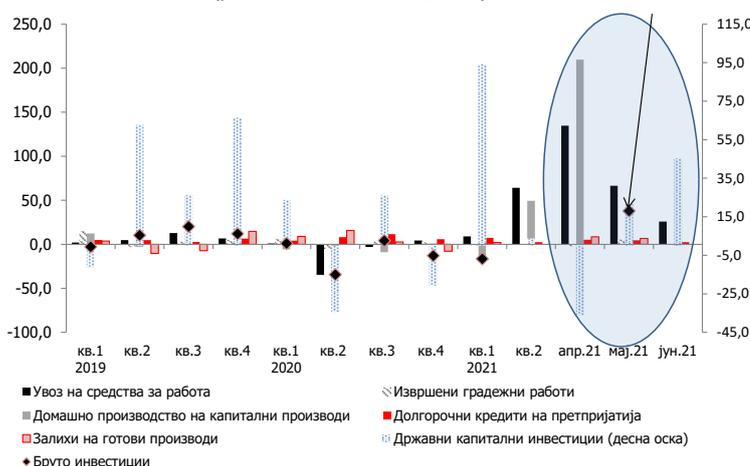 250,0
200,0
150,0
100,0
50,0
0,0
-50,0
-100,0
115,0
95,0
75,0
55,0
35,0
15,0
-5,0
-25,0
-45,0
кв.1 кв.2 кв.3 кв.4 кв.1 кв.2 кв.3 кв.4 кв.1 кв.2 апр.21 мај.21 јун.21
2019 2020 2021
Увоз на средства за работа
Извршени градежни работи
Домашно производство на капитални производи
Долгорочни кредити на претпријатија
Залихи на готови производи
Државни капитални инвестиции (десна оска)
Бруто инвестиции